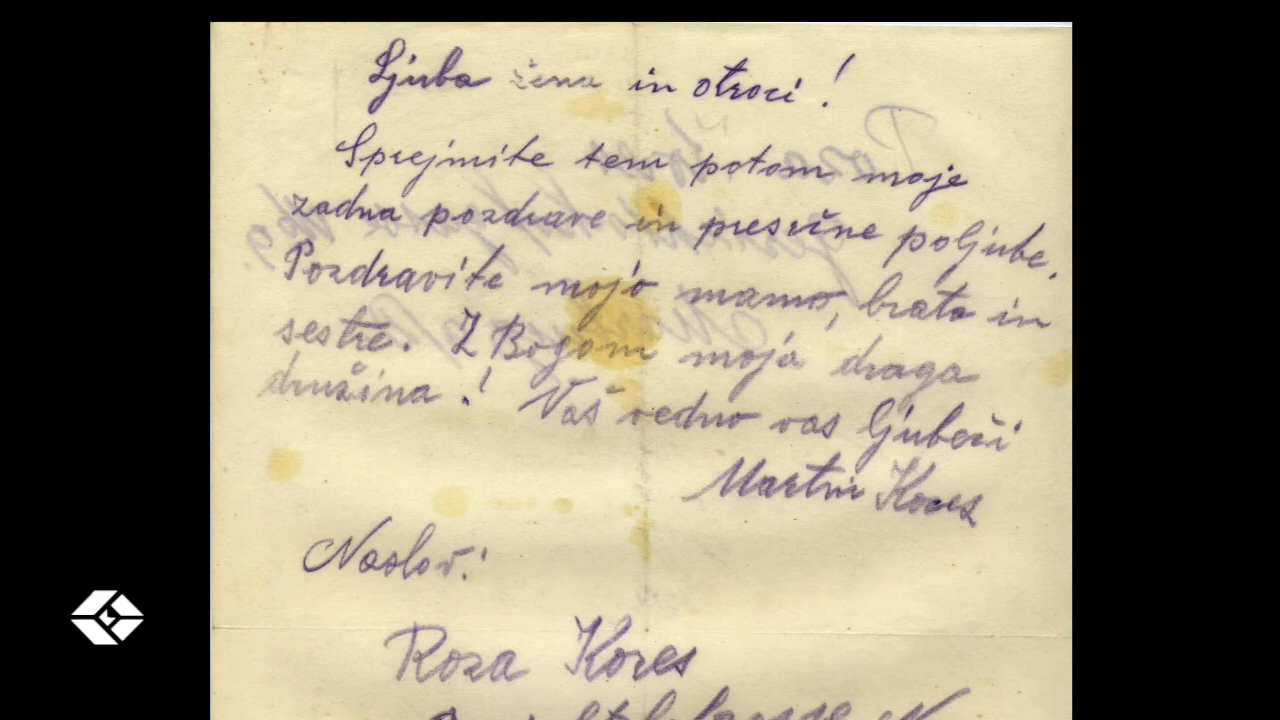 Ljuba žena in otroci!
Sprejmite tem potom moje
zadna pozdrave in presrčne poljube.
Pozdravite mojo mamo, brata in
sestre. Z Bogom moja draga
družina! Vaš vedno vas ljubeči
Martin Kores
Naslov:
Roza Kores